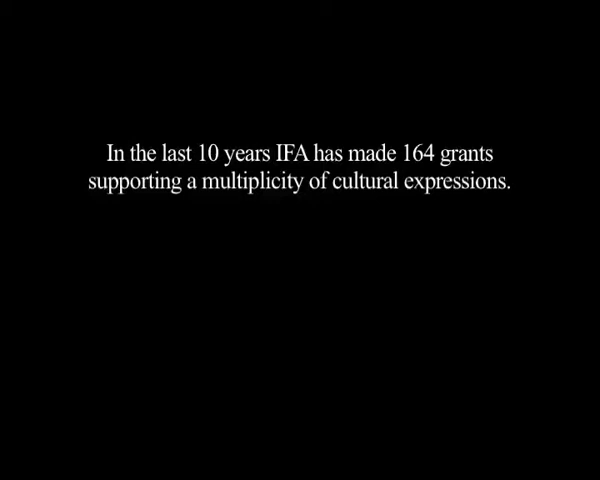 In the last 10 years IFA has made 164 grants
supporting a multiplicity of cultural expressions.